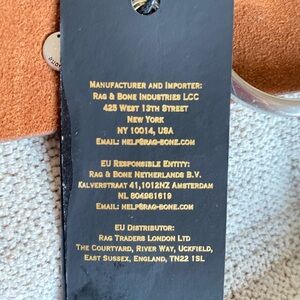 MANUFACTURER AND IMPORTER:
RAG & BONE INDUSTRIES LCC
425 WEST 13TH STREET
NEW YORK
NY 10014, USA
EMAIL: HELP@RAG-BONE.COM
EU RESPONSIBLE ENTITY:
RAG & BONE NETHERLANDS B.V.
KALVERSTRAAT 41,1012NZ AMSTERDAM
NL 804981619
EMAIL: HELP@RAG-BONE.COM
EU DISTRIBUTOR:
RAG TRADERS LONDON LTD
THE COURTYARD, RIVER WAY, UCKFIELD,
EAST SUSSEX, ENGLAND, TN22 1SL